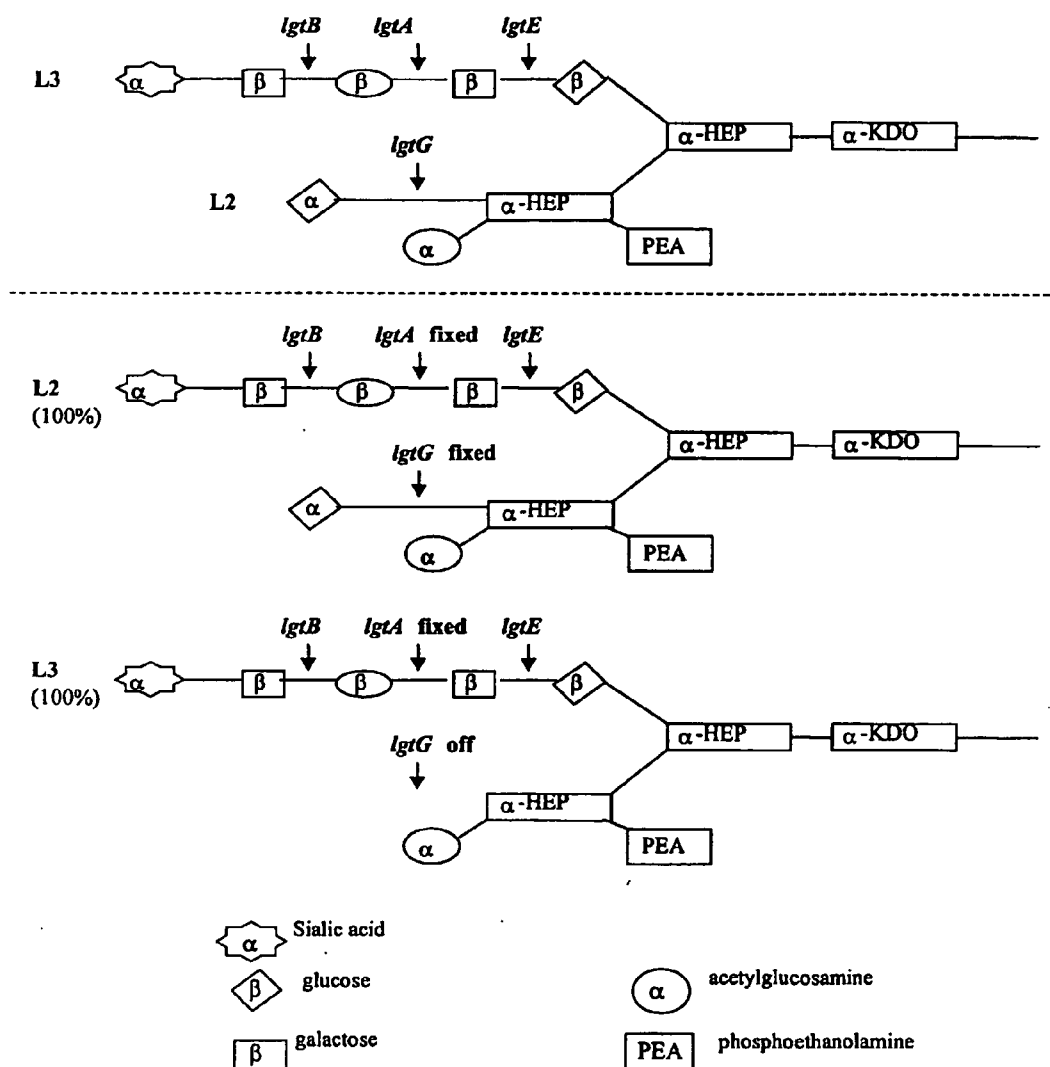 lgtB lgtA lgtE
L3 α β β β β
α-HEP α-KDO
lgtG
L2 α α-HEP
α PEA
lgtB lgtA fixed lgtE
L2 α β β β β
(100%)
α-HEP α-KDO
lgtG fixed
α α-HEP
α PEA
lgtB lgtA fixed lgtE
L3 α β β β β
(100%)
α-HEP α-KDO
lgtG off
α-HEP
α PEA
α Sialic acid
β glucose α acetylglucosamine
β galactose PEA phosphoethanolamine